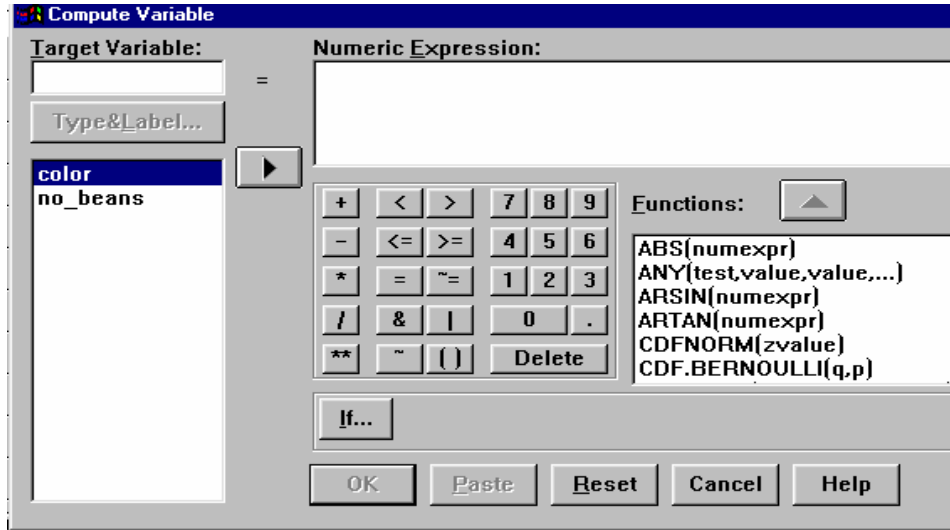 Compute Variable
Target Variable:
Numeric Expression:
=
Type&Label...
color
no_beans
+ < > 7 8 9
- <= >= 4 5 6
* = ~= 1 2 3
/ & | 0 .
** ~ () Delete
Functions:
ABS(numexpr)
ANY(test,value,value,...)
ARSIN(numexpr)
ARTAN(numexpr)
CDFNORM(zvalue)
CDF.BERNOULLI(q,p)
If...
OK Paste Reset Cancel Help